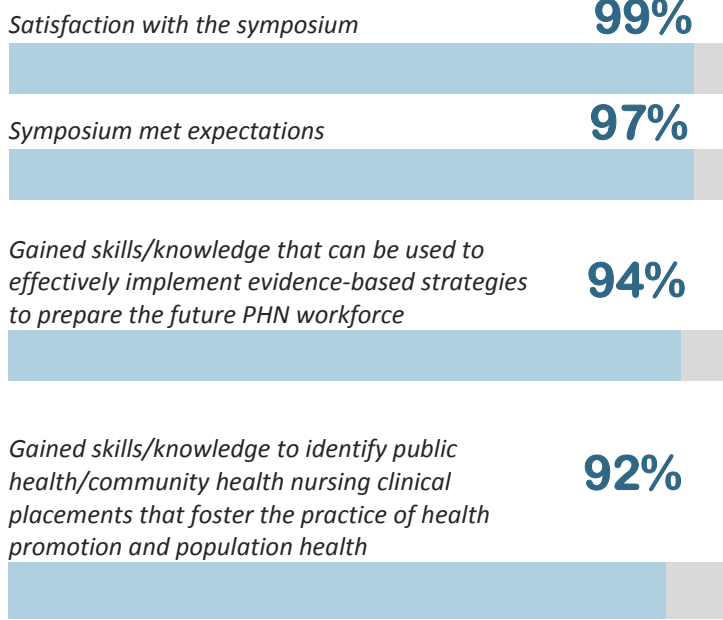 Satisfaction with the symposium
99%
Symposium met expectations
97%
Gained skills/knowledge that can be used to
effectively implement evidence-based strategies
to prepare the future PHN workforce
94%
Gained skills/knowledge to identify public
health/community health nursing clinical
placements that foster the practice of health
promotion and population health
92%